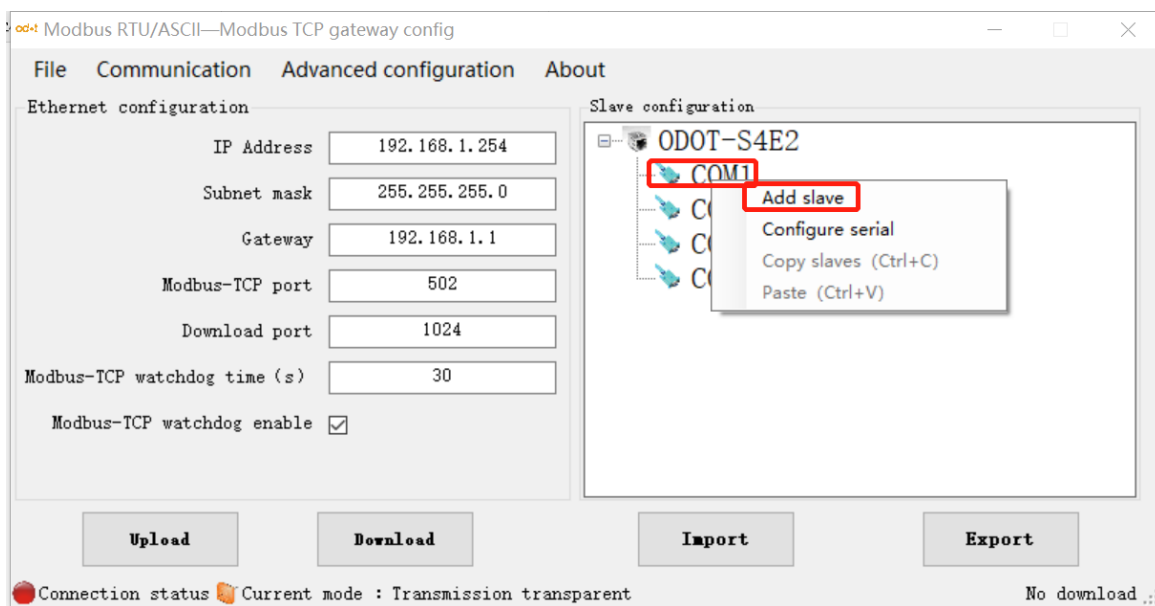 odot Modbus RTU/ASCII—Modbus TCP gateway config
File Communication Advanced configuration About
Ethernet configuration
IP Address 192.168.1.254
Subnet mask 255.255.255.0
Gateway 192.168.1.1
Modbus-TCP port 502
Download port 1024
Modbus-TCP watchdog time(s) 30
Modbus-TCP watchdog enable
Slave configuration
ODOT-S4E2
COM1
Add slave
Configure serial
Copy slaves (Ctrl+C)
Paste (Ctrl+V)
Upload Download Import Export
Connection status Current mode : Transmission transparent No download